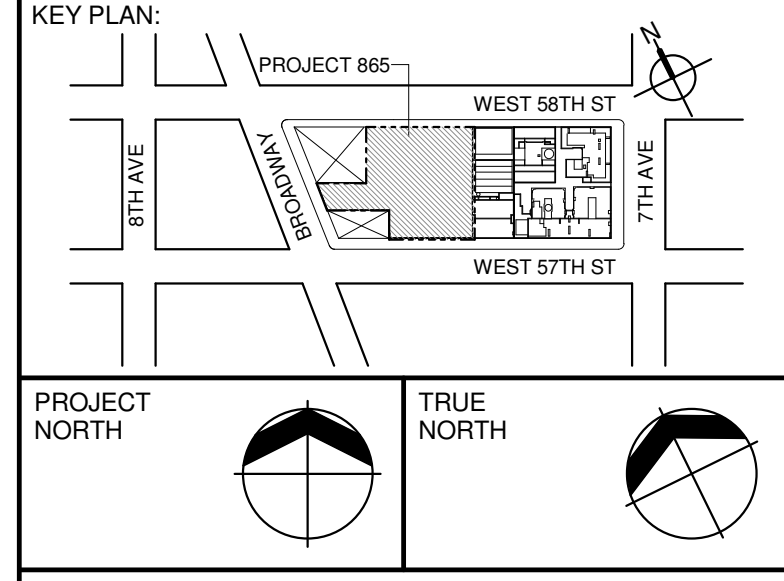 KEY PLAN:
N
PROJECT 865
WEST 58TH ST
8TH AVE
BROADWAY
7TH AVE
WEST 57TH ST
PROJECT
NORTH
TRUE
NORTH